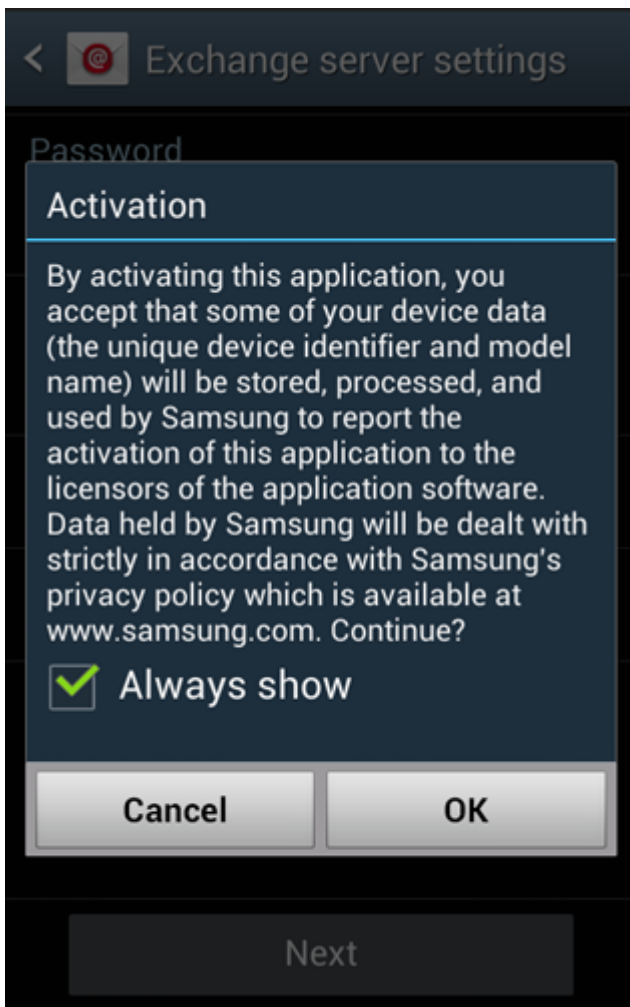 Exchange server settings
Password
Activation
By activating this application, you
accept that some of your device data
(the unique device identifier and model
name) will be stored, processed, and
used by Samsung to report the
activation of this application to the
licensors of the application software.
Data held by Samsung will be dealt with
strictly in accordance with Samsung's
privacy policy which is available at
www.samsung.com. Continue?
Always show
Cancel OK
Next